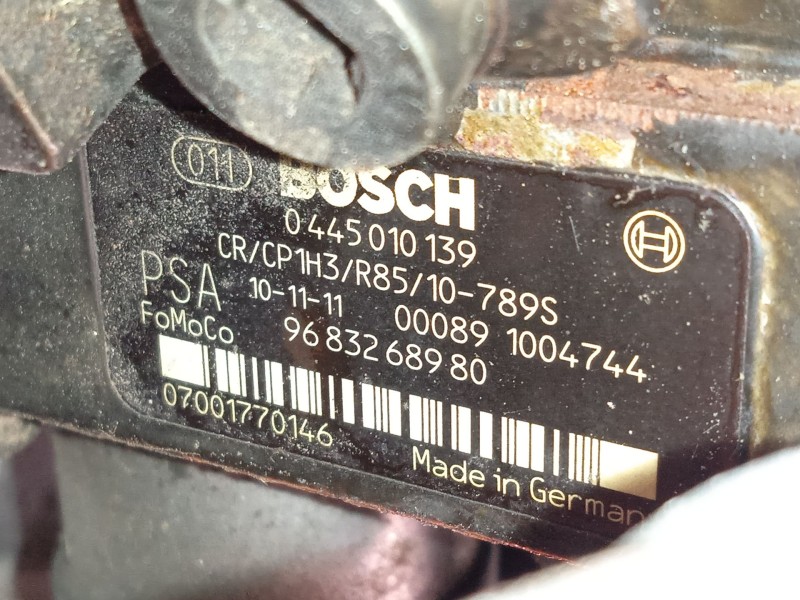 011
BOSCH
0 445 010 139
CR/CP1H3/R85/10-789S
PSA 10-11-11 00089 1004744
FoMoCo 96 832 689 80
07001770146
Made in German